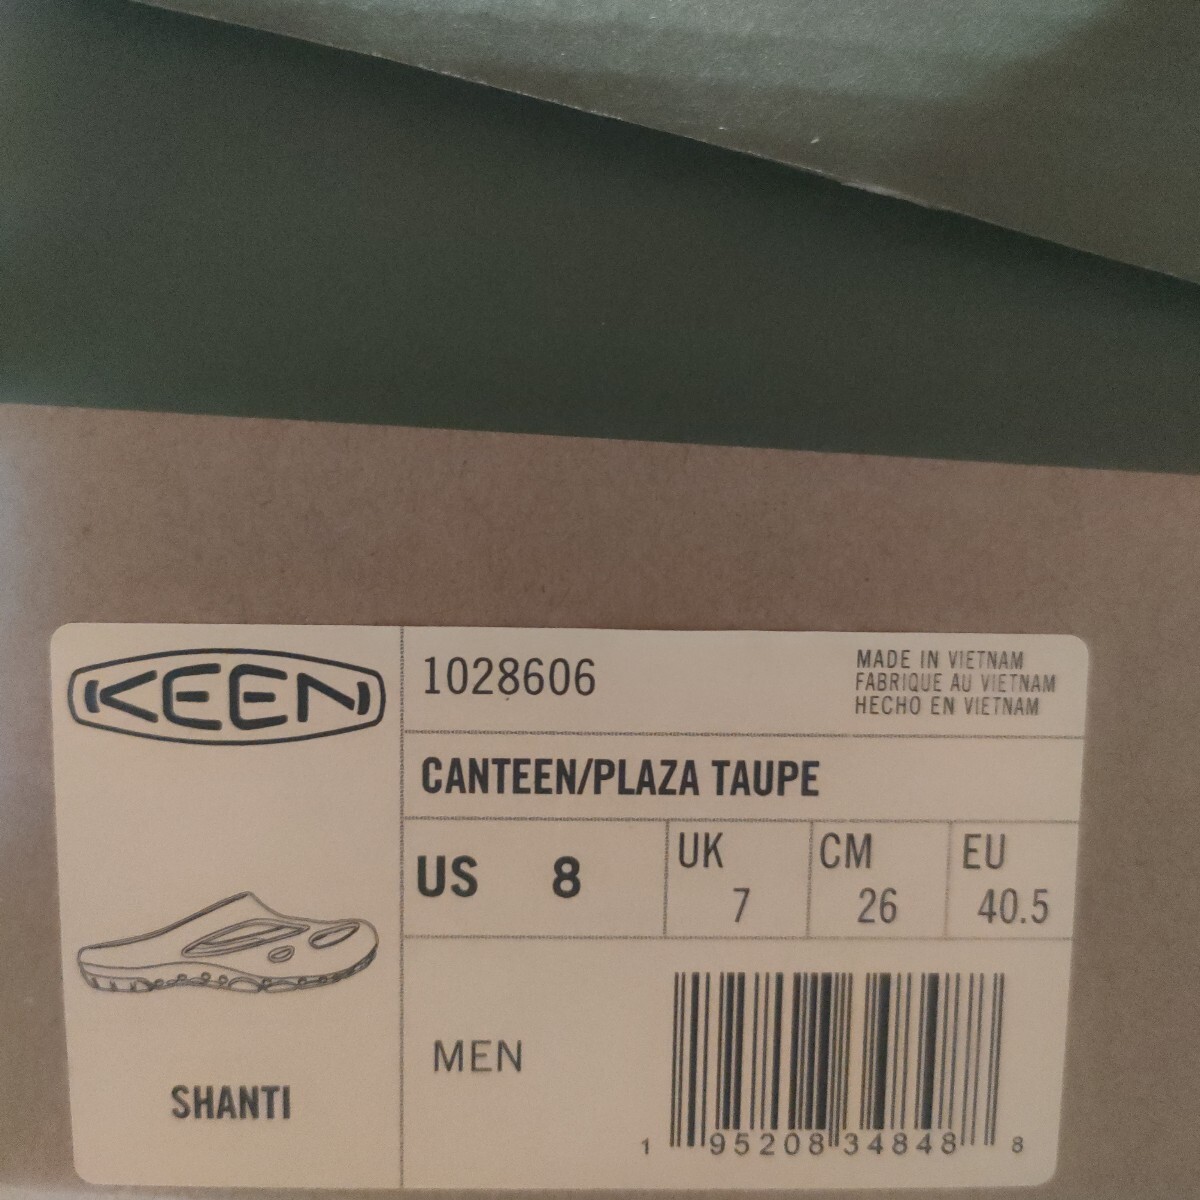 KEEN
1028606
MADE IN VIETNAM
FABRIQUE AU VIETNAM
HECHO EN VIETNAM
CANTEEN/PLAZA TAUPE
US 8
UK 7
CM 26
EU 40.5
MEN
SHANTI
1 95208 34848 8